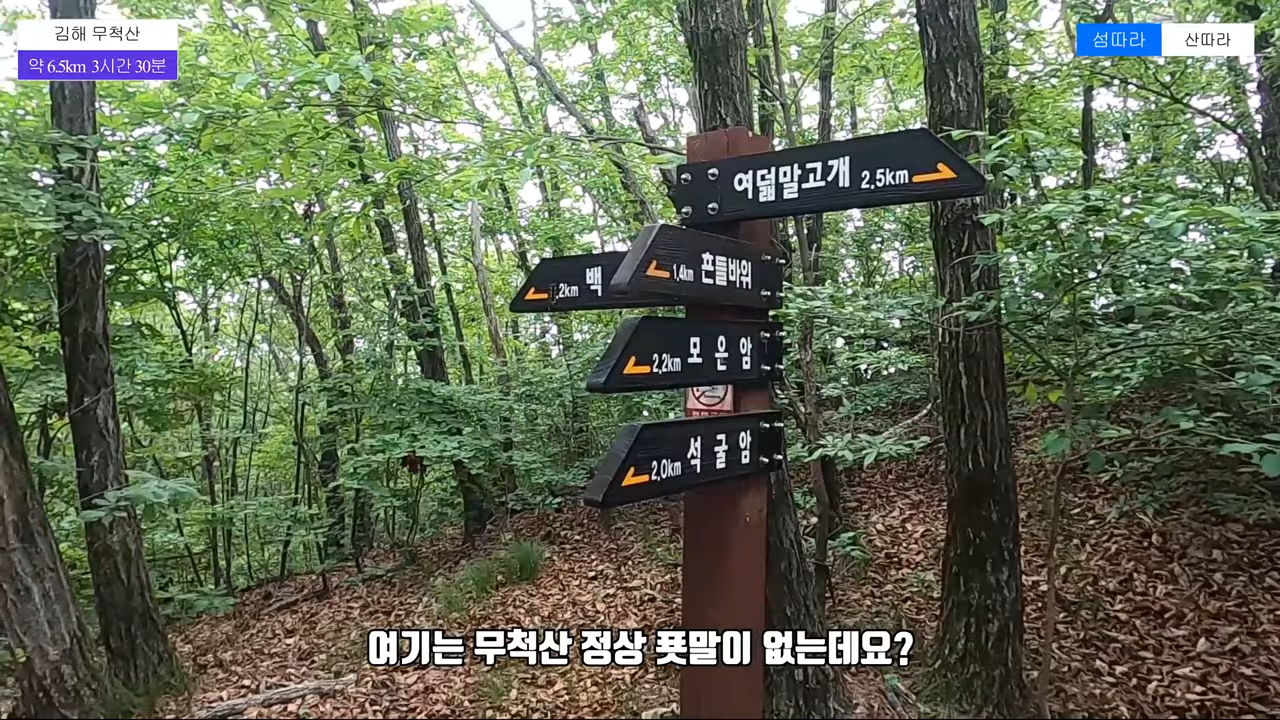 김해 무척산
약 6.5km 3시간 30분
섬따라 산따라
여덟말고개 2.5km
1.4km 흔들바위
.2km 백
2.2km 모은암
2.0km 석굴암
여기는 무척산 정상 푯말이 없는데요?